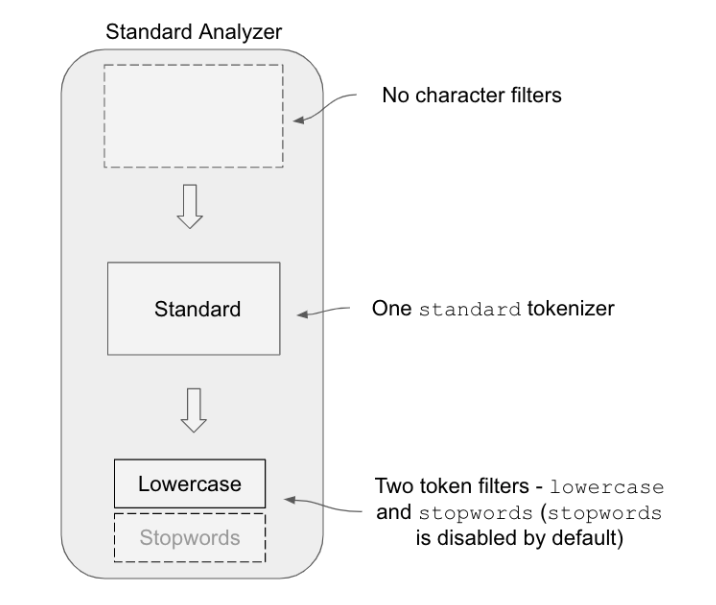 Standard Analyzer
No character filters
Standard
One standard tokenizer
Lowercase
Stopwords
Two token filters - lowercase
and stopwords (stopwords
is disabled by default)